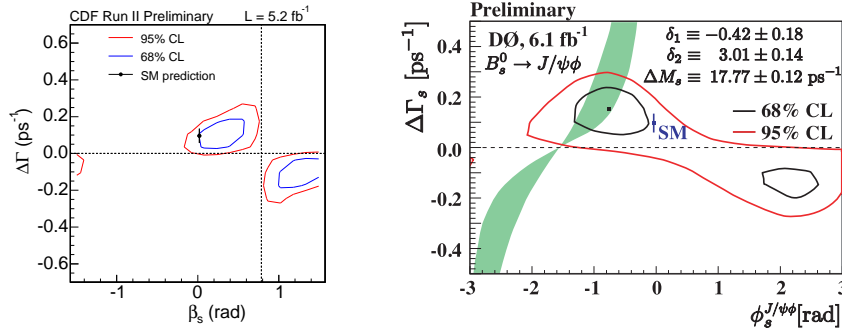 CDF Run II Preliminary L = 5.2 fb⁻¹
95% CL
68% CL
SM prediction
ΔΓ (ps⁻¹)
0.6
0.4
0.2
0.0
-0.2
-0.4
-0.6
-1 0 1
βₛ (rad)
Preliminary
DØ, 6.1 fb⁻¹
B⁰ₛ → J/ψϕ
δ₁ ≡ −0.42 ± 0.18
δ₂ ≡ 3.01 ± 0.14
ΔMₛ ≡ 17.77 ± 0.12 ps⁻¹
68% CL
95% CL
SM
ΔΓₛ [ps⁻¹]
0.4
0.2
0.0
-0.2
-0.4
-3 -2 -1 0 1 2 3
ϕₛ^J/ψϕ [rad]